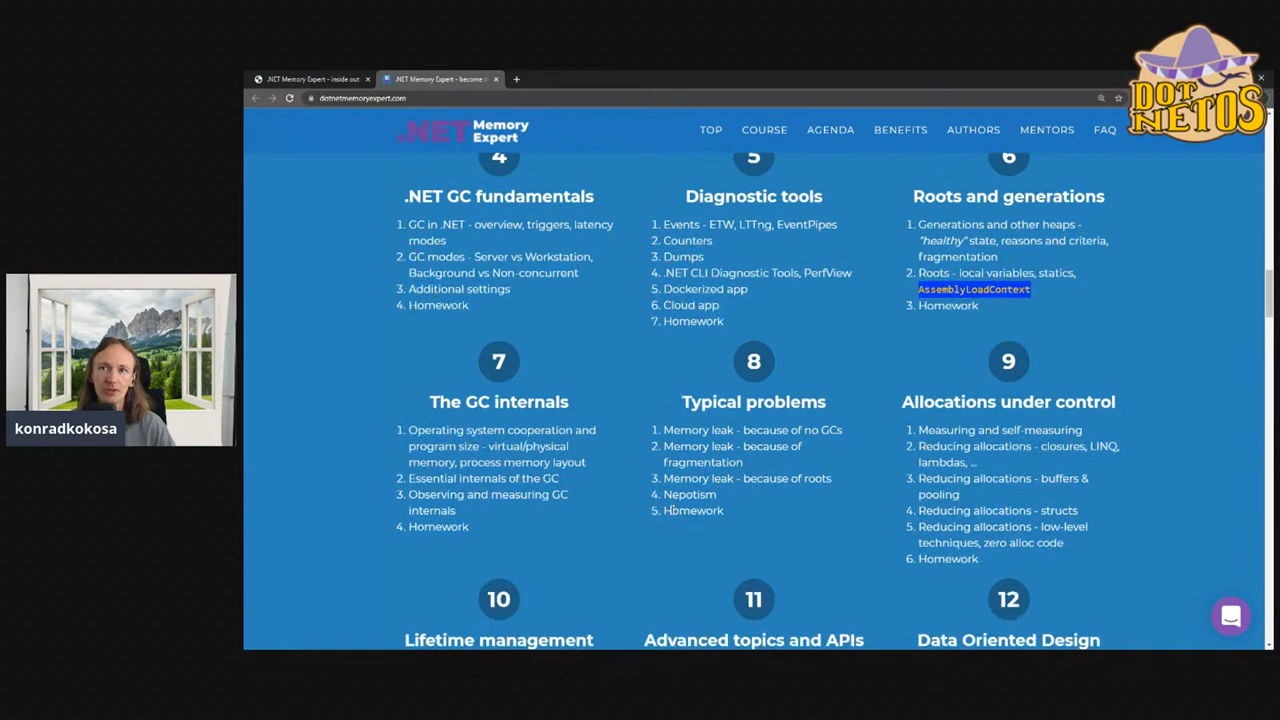 DOT
NETOS
.NET Memory Expert - inside out
.NET Memory Expert - become
dotnetmemoryexpert.com
.NET Memory
Expert
TOP
COURSE
AGENDA
BENEFITS
AUTHORS
MENTORS
FAQ
4
.NET GC fundamentals
1. GC in .NET - overview, triggers, latency
modes
2. GC modes - Server vs Workstation,
Background vs Non-concurrent
3. Additional settings
4. Homework
5
Diagnostic tools
1. Events - ETW, LTTng, EventPipes
2. Counters
3. Dumps
4. .NET CLI Diagnostic Tools, PerfView
5. Dockerized app
6. Cloud app
7. Homework
6
Roots and generations
1. Generations and other heaps -
"healthy" state, reasons and criteria,
fragmentation
2. Roots - local variables, statics,
AssemblyLoadContext
3. Homework
7
The GC internals
1. Operating system cooperation and
program size - virtual/physical
memory, process memory layout
2. Essential internals of the GC
3. Observing and measuring GC
internals
4. Homework
8
Typical problems
1. Memory leak - because of no GCs
2. Memory leak - because of
fragmentation
3. Memory leak - because of roots
4. Nepotism
5. Homework
9
Allocations under control
1. Measuring and self-measuring
2. Reducing allocations - closures, LINQ,
lambdas, ...
3. Reducing allocations - buffers &
pooling
4. Reducing allocations - structs
5. Reducing allocations - low-level
techniques, zero alloc code
6. Homework
10
Lifetime management
11
Advanced topics and APIs
12
Data Oriented Design
konradkokosa